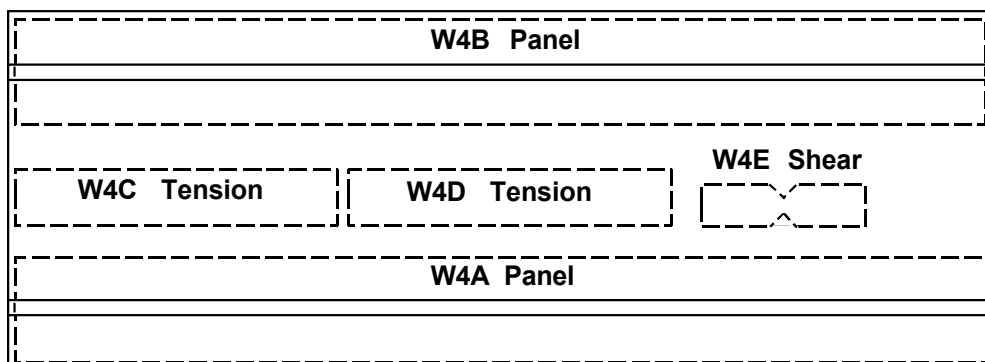 W4B Panel
W4E Shear
W4C Tension
W4D Tension
W4A Panel